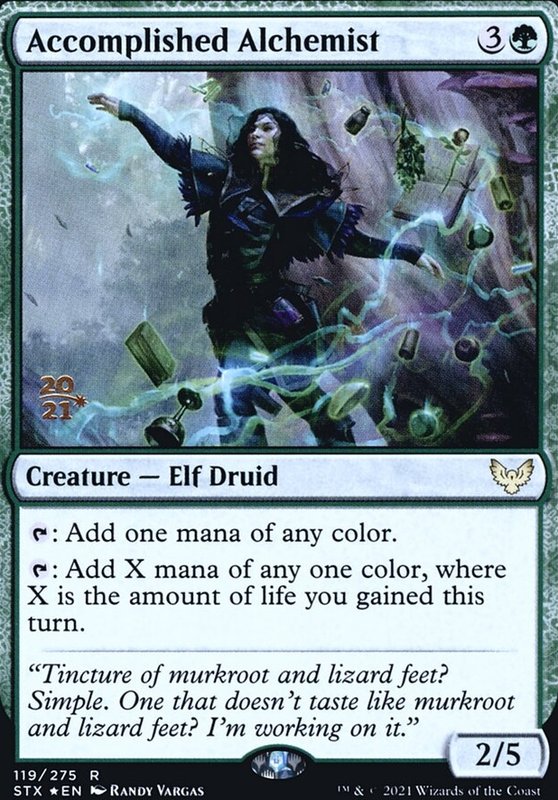 Accomplished Alchemist 3
20
21*
Creature — Elf Druid
: Add one mana of any color.
: Add X mana of any one color, where
X is the amount of life you gained this
turn.
“Tincture of murkroot and lizard feet?
Simple. One that doesn’t taste like murkroot
and lizard feet? I’m working on it.”
2/5
119/275 R
STX ★ EN Randy Vargas
™ & © 2021 Wizards of the Coast